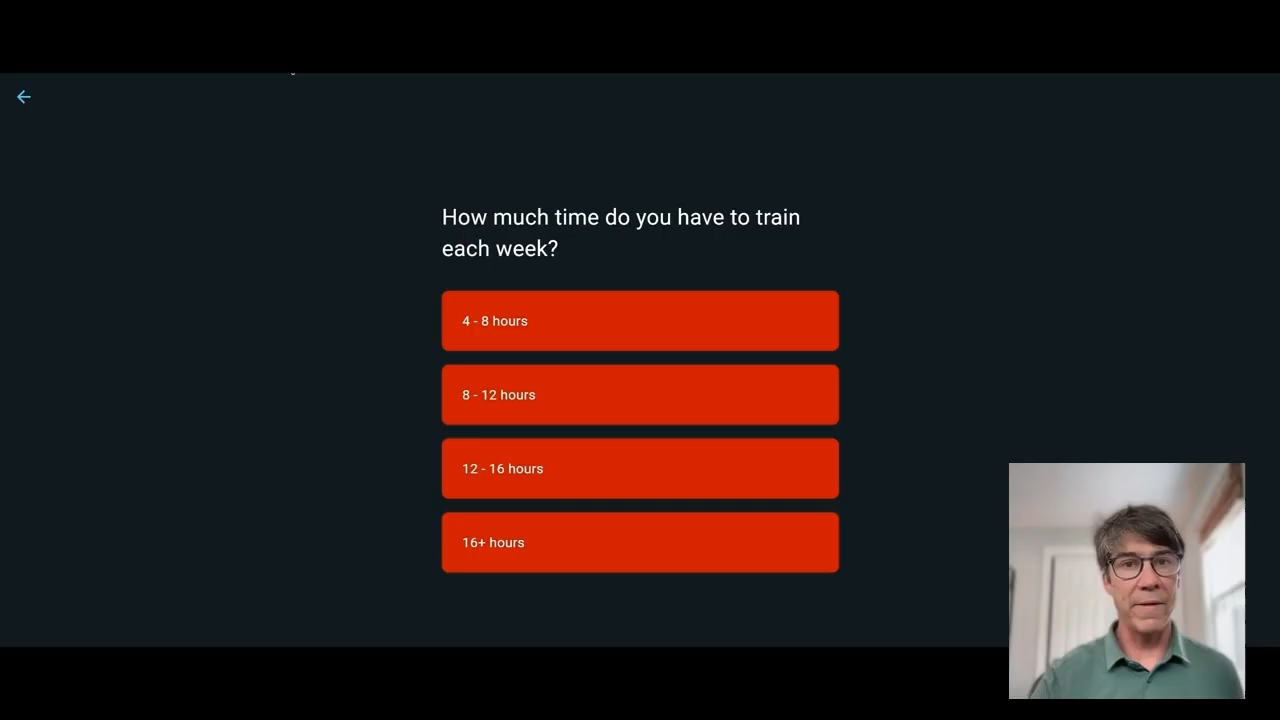 How much time do you have to train
each week?
4 - 8 hours
8 - 12 hours
12 - 16 hours
16+ hours